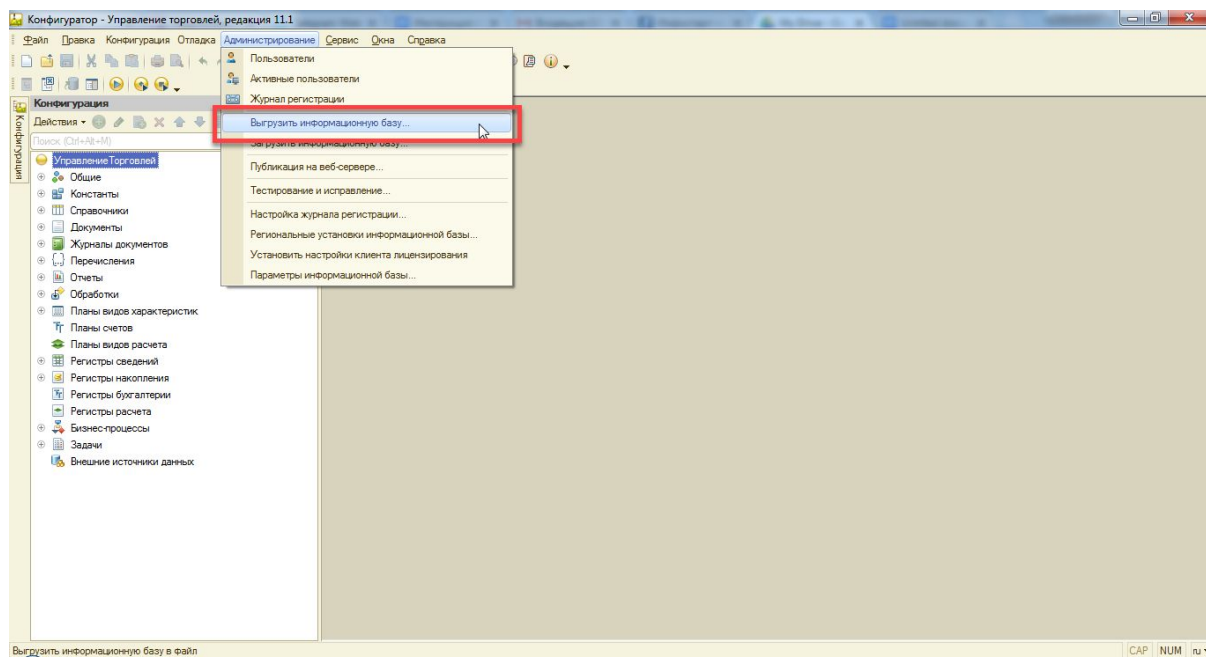 Конфигуратор - Управление торговлей, редакция 11.1
Файл Правка Конфигурация Отладка Администрирование Сервис Окна Справка
Пользователи
Активные пользователи
Журнал регистрации
Выгрузить информационную базу...
Загрузить информационную базу...
Публикация на веб-сервере...
Тестирование и исправление...
Настройка журнала регистрации...
Региональные установки информационной базы...
Установить настройки клиента лицензирования
Параметры информационной базы...
Конфигурация
Конфигурация
Действия
Поиск (Ctrl+Alt+M)
УправлениеТорговлей
Общие
Константы
Справочники
Документы
Журналы документов
Перечисления
Отчеты
Обработки
Планы видов характеристик
Планы счетов
Планы видов расчета
Регистры сведений
Регистры накопления
Регистры бухгалтерии
Регистры расчета
Бизнес-процессы
Задачи
Внешние источники данных
Выгрузить информационную базу в файл
CAP NUM ru